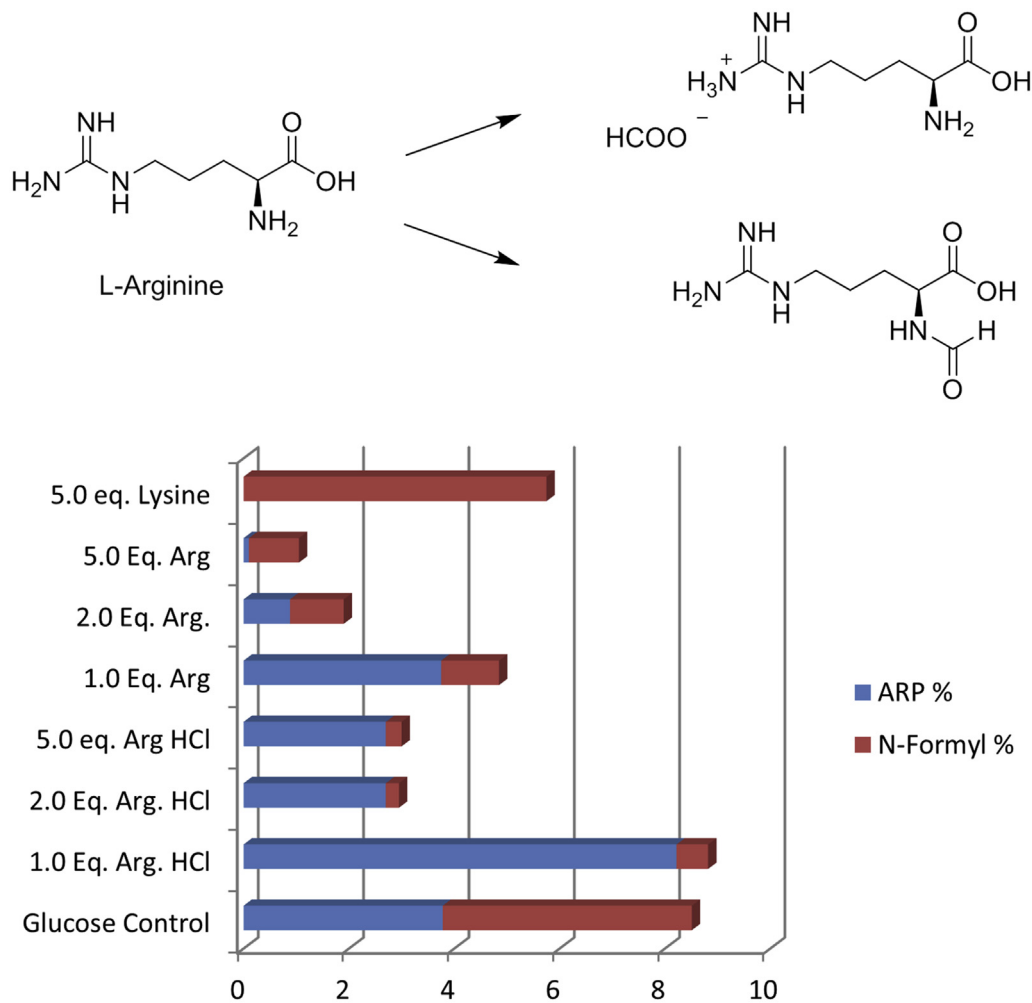 NH
O
H₃N⁺
N
H
OH
NH₂
HCOO⁻
NH
O
H₂N
N
H
OH
NH₂
L-Arginine
NH
O
H₂N
N
H
OH
HN
H
O
5.0 eq. Lysine
5.0 Eq. Arg
2.0 Eq. Arg.
1.0 Eq. Arg
5.0 eq. Arg HCl
2.0 Eq. Arg. HCl
1.0 Eq. Arg. HCl
Glucose Control
ARP %
N-Formyl %
0 2 4 6 8 10